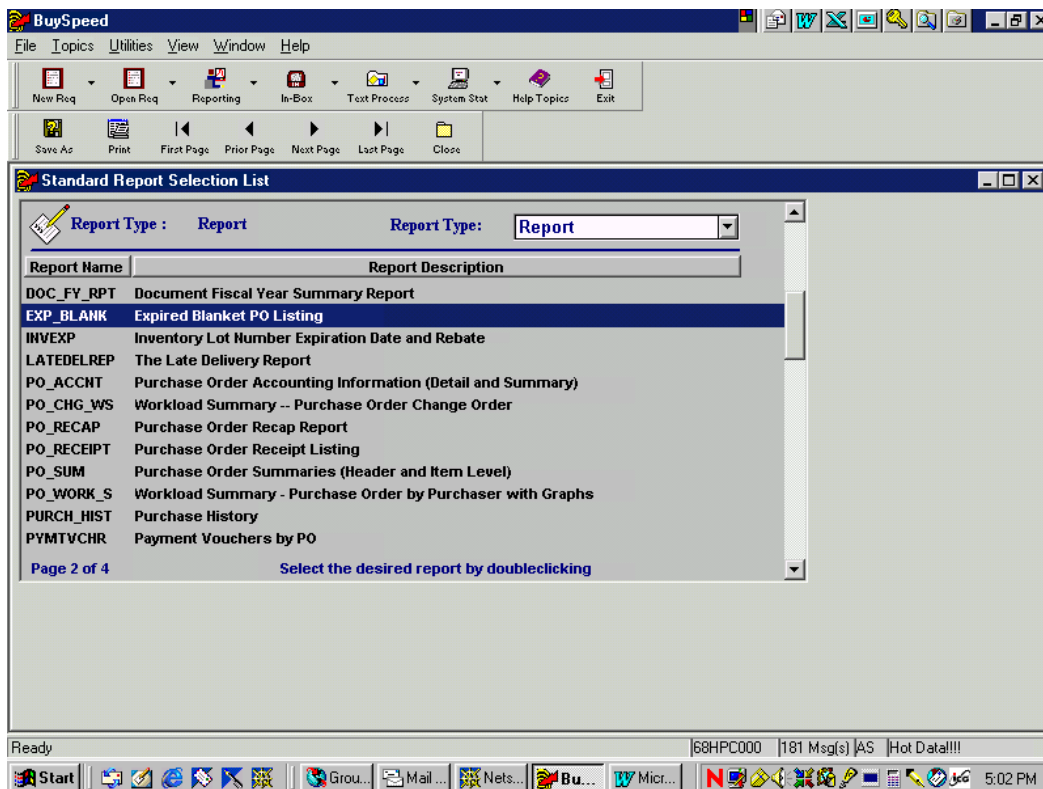 BuySpeed
File Topics Utilities View Window Help
New Req Open Req Reporting In-Box Text Process System Stat Help Topics Exit
Save As Print First Page Prior Page Next Page Last Page Close
Standard Report Selection List
Report Type : Report Report Type: Report
Report Name Report Description
DOC_FY_RPT Document Fiscal Year Summary Report
EXP_BLANK Expired Blanket PO Listing
INVEXP Inventory Lot Number Expiration Date and Rebate
LATEDELREP The Late Delivery Report
PO_ACCNT Purchase Order Accounting Information (Detail and Summary)
PO_CHG_WS Workload Summary -- Purchase Order Change Order
PO_RECAP Purchase Order Recap Report
PO_RECEIPT Purchase Order Receipt Listing
PO_SUM Purchase Order Summaries (Header and Item Level)
PO_WORK_S Workload Summary - Purchase Order by Purchaser with Graphs
PURCH_HIST Purchase History
PYMTVCHR Payment Vouchers by PO
Page 2 of 4 Select the desired report by doubleclicking
Ready 68HPC000 181 Msg(s) AS Hot Data!!!!
Start Grou... Mail ... Nets... Bu... Micr... 5:02 PM